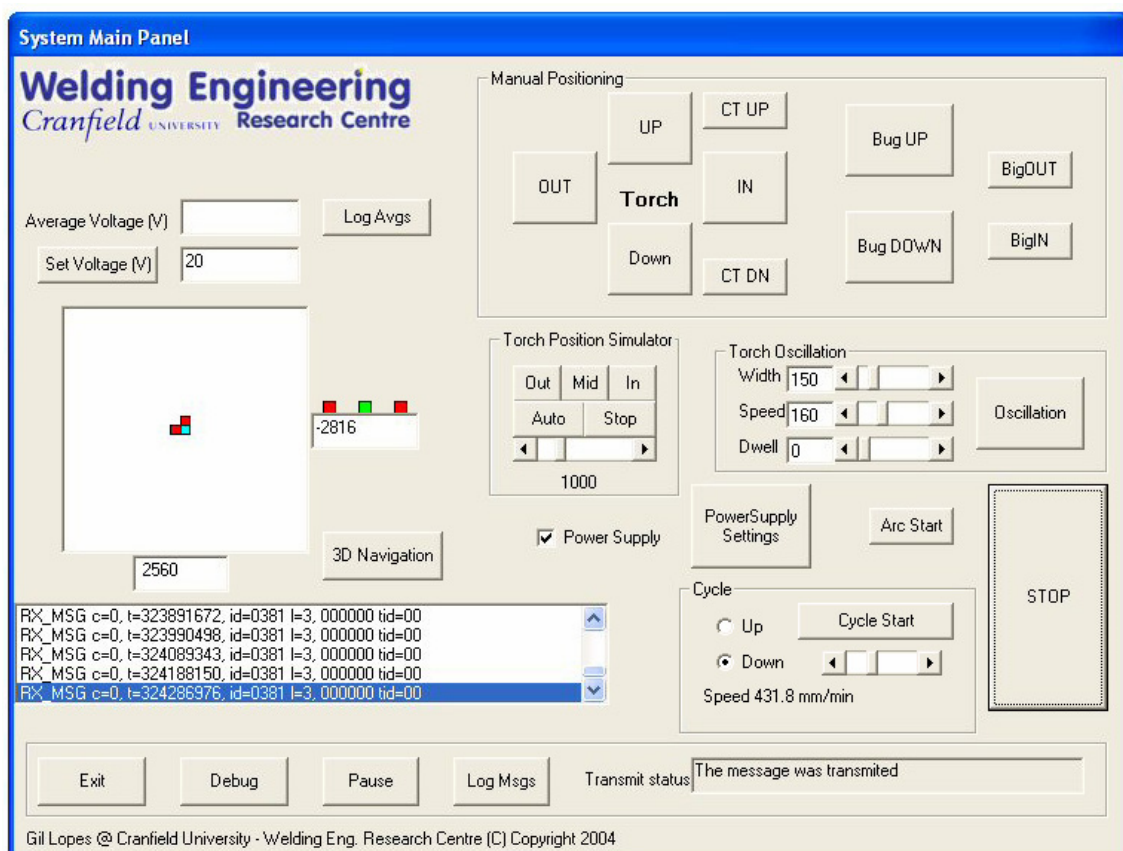 System Main Panel
Welding Engineering
Cranfield UNIVERSITY Research Centre
Average Voltage (V)
Log Avgs
Set Voltage (V)
20
-2816
2560
3D Navigation
Manual Positioning
UP
CT UP
Bug UP
BigOUT
OUT
Torch
IN
Down
CT DN
Bug DOWN
BigIN
Torch Position Simulator
Out Mid In
Auto Stop
1000
Torch Oscillation
Width 150
Speed 160
Dwell 0
Oscillation
Power Supply
PowerSupply
Settings
Arc Start
STOP
RX_MSG c=0, t=323891672, id=0381 l=3, 000000 tid=00
RX_MSG c=0, t=323990498, id=0381 l=3, 000000 tid=00
RX_MSG c=0, t=324089343, id=0381 l=3, 000000 tid=00
RX_MSG c=0, t=324188150, id=0381 l=3, 000000 tid=00
RX_MSG c=0, t=324286976, id=0381 l=3, 000000 tid=00
Cycle
Up
Cycle Start
Down
Speed 431.8 mm/min
Exit
Debug
Pause
Log Msgs
Transmit status
The message was transmited
Gil Lopes @ Cranfield University - Welding Eng. Research Centre (C) Copyright 2004